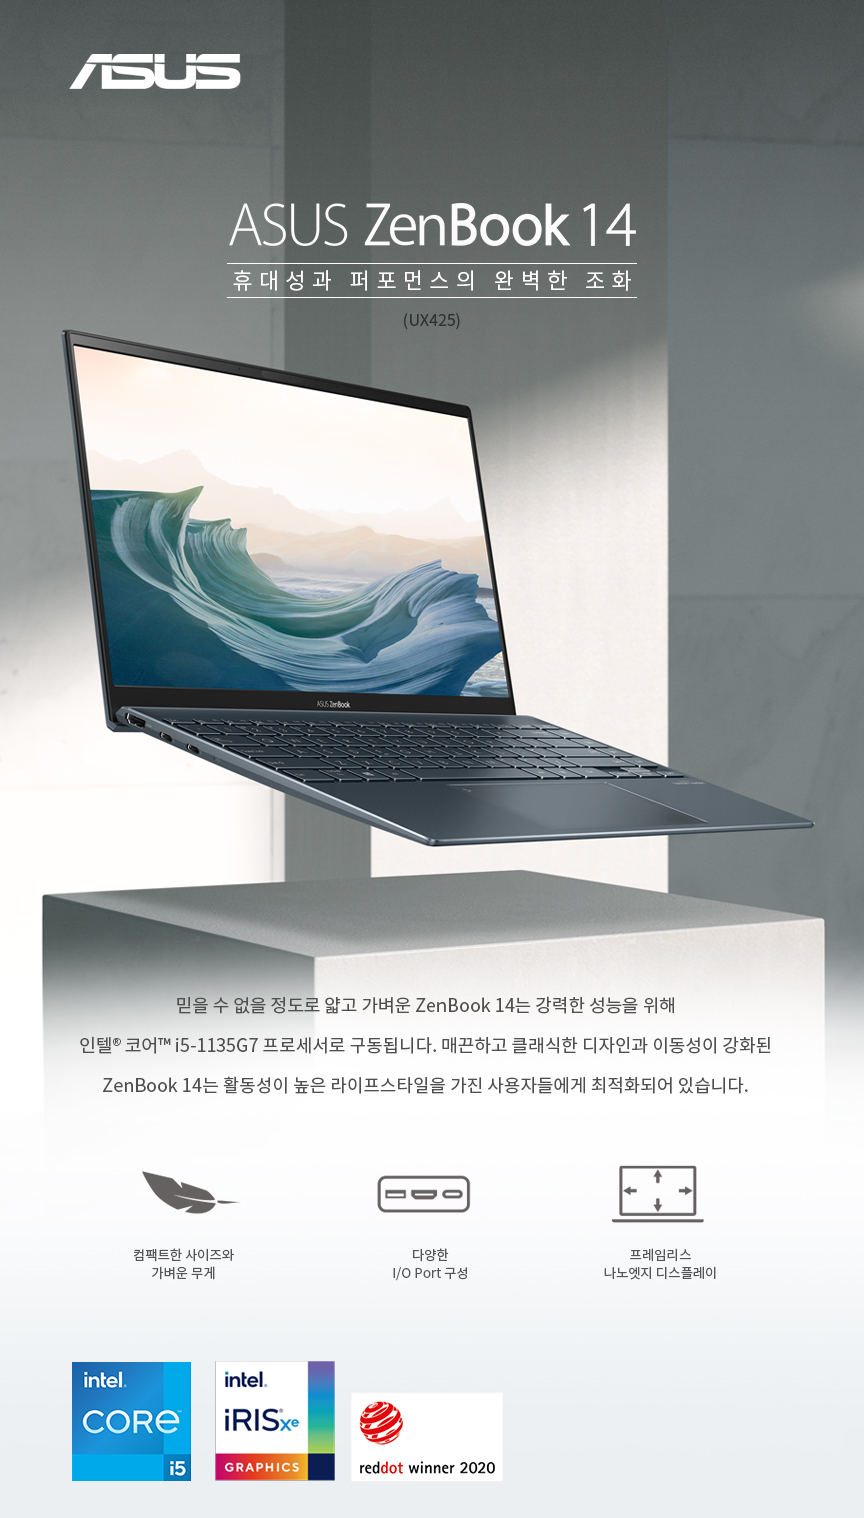 ASUS
ASUS ZenBook 14
휴대성과 퍼포먼스의 완벽한 조화
(UX425)
ASUS ZenBook
믿을 수 없을 정도로 얇고 가벼운 ZenBook 14는 강력한 성능을 위해
인텔® 코어™ i5-1135G7 프로세서로 구동됩니다. 매끈하고 클래식한 디자인과 이동성이 강화된
ZenBook 14는 활동성이 높은 라이프스타일을 가진 사용자들에게 최적화되어 있습니다.
컴팩트한 사이즈와
가벼운 무게
다양한
I/O Port 구성
프레임리스
나노엣지 디스플레이
intel.
CORE™
i5
intel.
iRIS® xe
GRAPHICS
reddot winner 2020